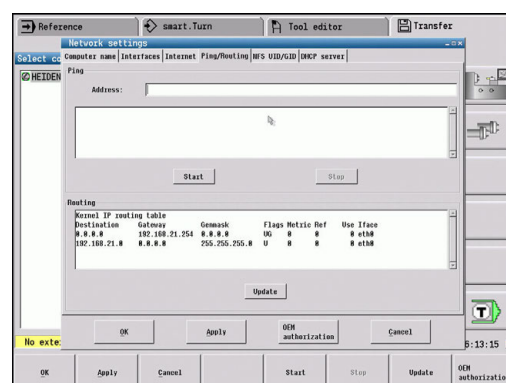 Reference
smart.Turn
Tool editor
Transfer
Network settings
Select co
Computer name Interfaces Internet Ping/Routing NFS UID/GID DHCP server
HEIDEN
Ping
Address:
Start
Stop
Routing
Kernel IP routing table
Destination Gateway Genmask Flags Metric Ref Use Iface
0.0.0.0 192.168.21.254 0.0.0.0 UG 0 0 0 eth0
192.168.21.0 0.0.0.0 255.255.255.0 U 0 0 0 eth0
Update
OK
Apply
OEM authorization
Cancel
T
No exte
6:13:15
OK
Apply
Cancel
Start
Stop
Update
OEM
authorizatio